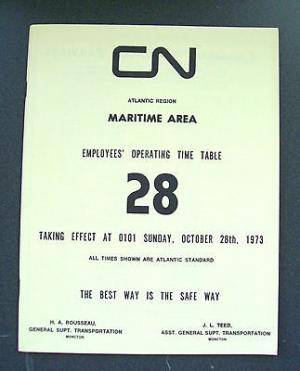 CN
ATLANTIC REGION
MARITIME AREA
EMPLOYEES' OPERATING TIME TABLE
28
TAKING EFFECT AT 0101 SUNDAY, OCTOBER 28th, 1973
ALL TIMES SHOWN ARE ATLANTIC STANDARD
THE BEST WAY IS THE SAFE WAY
H. A. ROUSSEAU,
GENERAL SUPT. TRANSPORTATION
MONCTON
J. L. TEED,
ASST. GENERAL SUPT. TRANSPORTATION
MONCTON